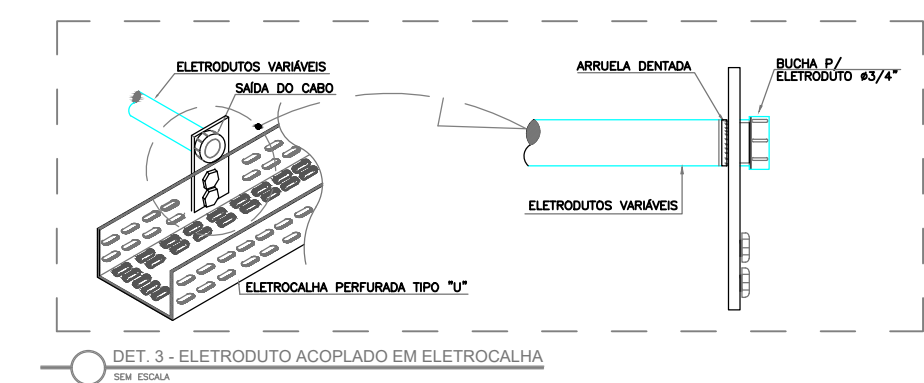 ELETRODUTOS VARIÁVEIS
SAÍDA DO CABO
ELETROCALHA PERFURADA TIPO "U"
ARRUELA DENTADA
BUCHA P/
ELETRODUTO ø3/4"
ELETRODUTOS VARIÁVEIS
DET. 3 - ELETRODUTO ACOPLADO EM ELETROCALHA
SEM ESCALA